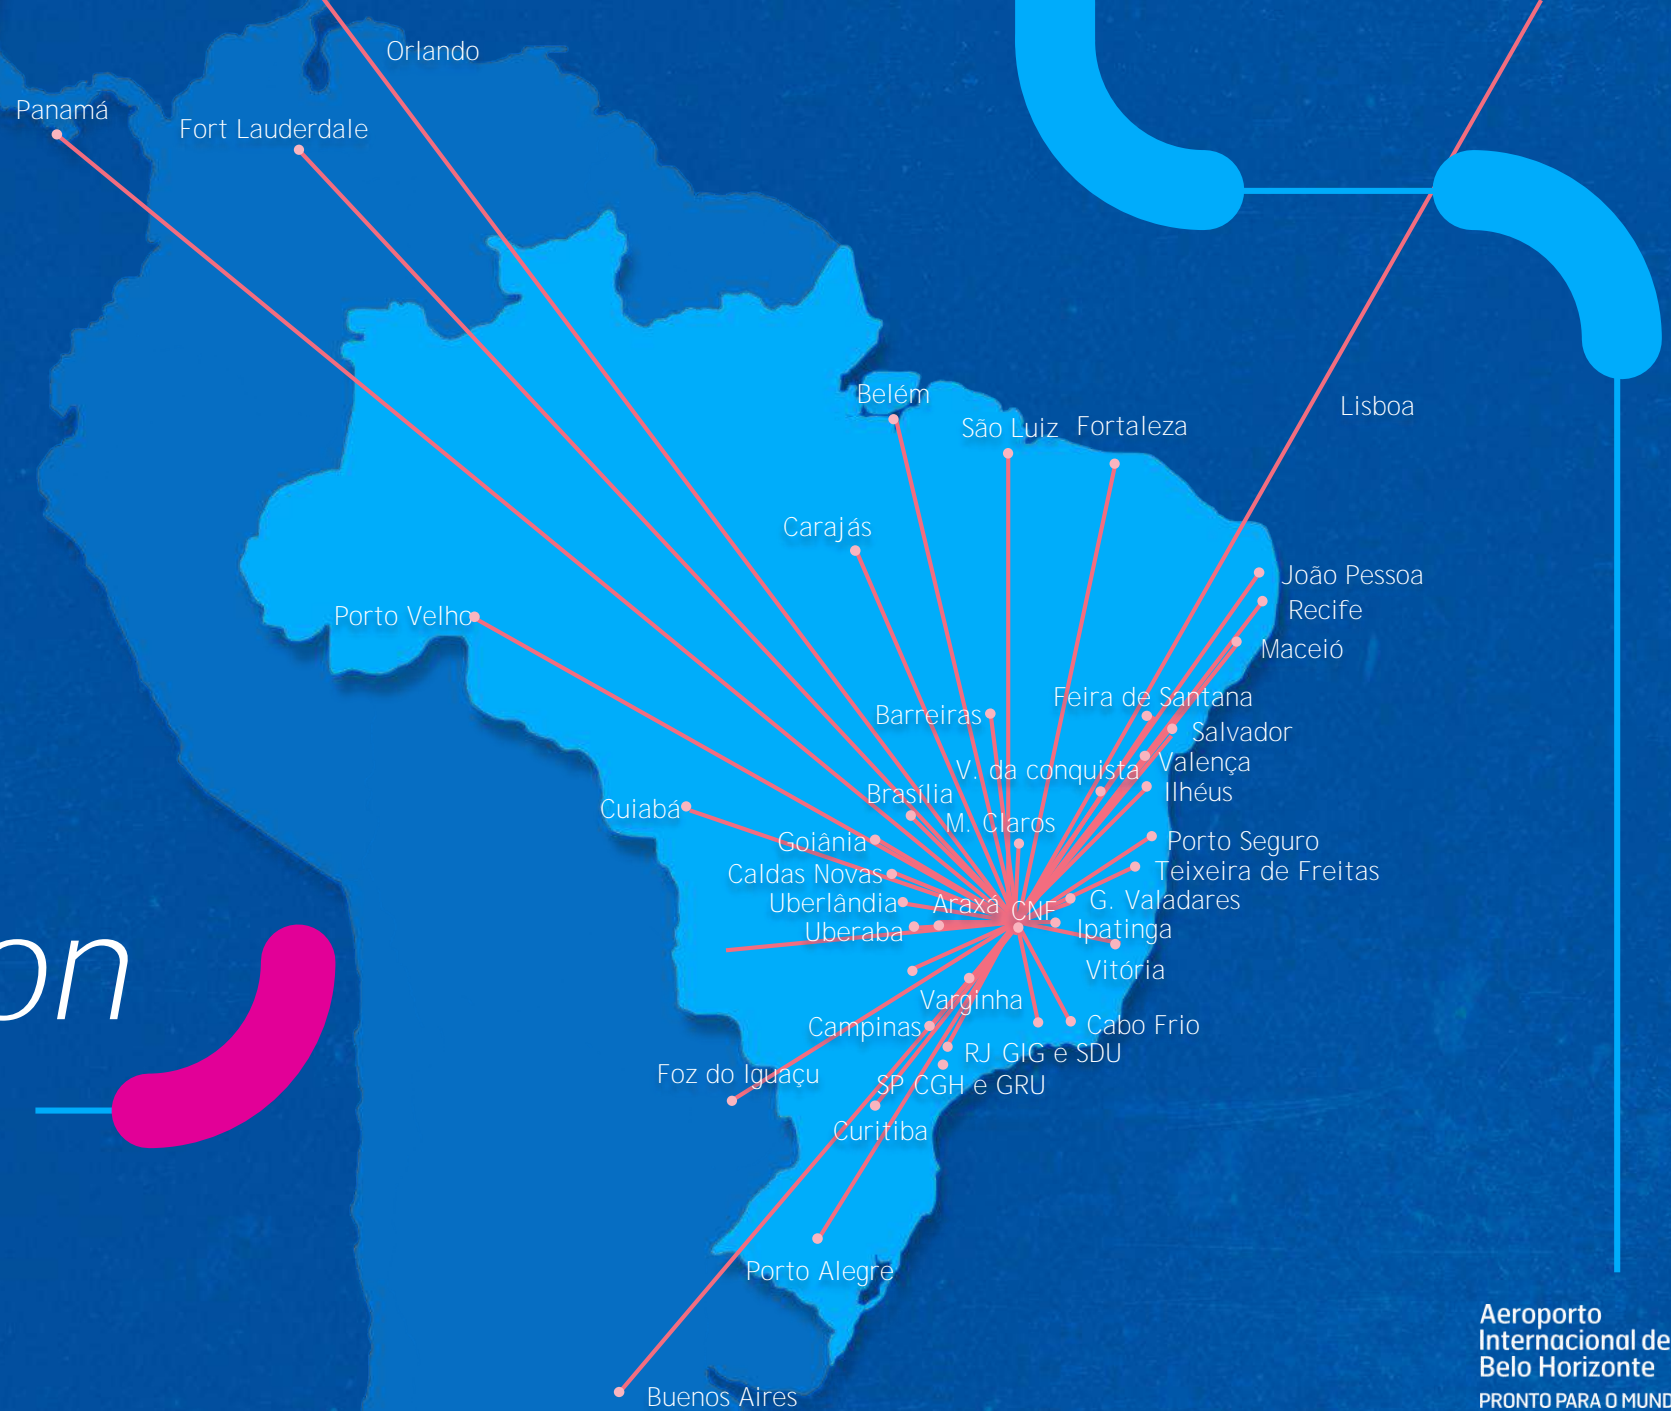 Orlando
Panamá
Fort Lauderdale
Belém
São Luiz
Fortaleza
Lisboa
Carajás
João Pessoa
Porto Velho
Recife
Maceió
Feira de Santana
Barreiras
Salvador
V. da conquista
Valença
Brasília
Ilhéus
Cuiabá
M. Claros
Goiânia
Porto Seguro
Caldas Novas
Teixeira de Freitas
Uberlândia
Araxá
CNF
G. Valadares
Uberaba
Ipatinga
on
Vitória
Varginha
Campinas
Cabo Frio
RJ GIG e SDU
Foz do Iguaçu
SP CGH e GRU
Curitiba
Porto Alegre
Buenos Aires
Aeroporto
Internacional de
Belo Horizonte
PRONTO PARA O MUND